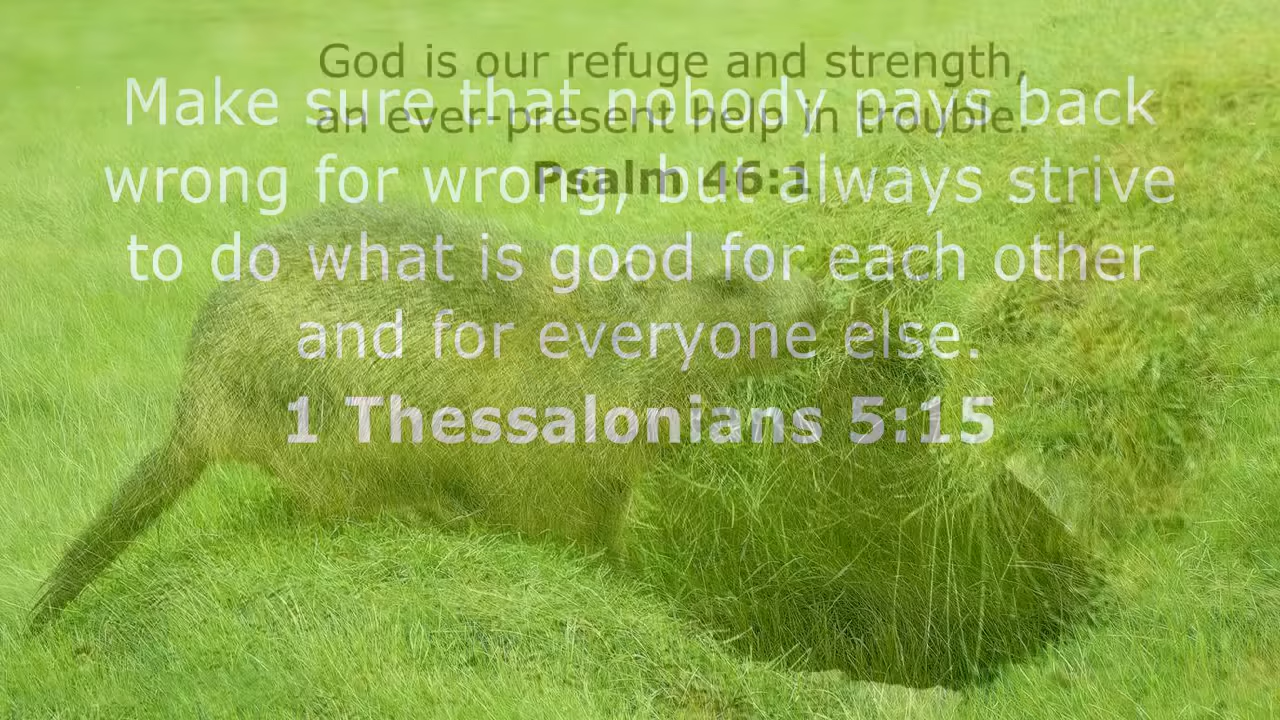 God is our refuge and strength,
an ever-present help in trouble.
Psalm 46:1
Make sure that nobody pays back
wrong for wrong, but always strive
to do what is good for each other
and for everyone else.
1 Thessalonians 5:15